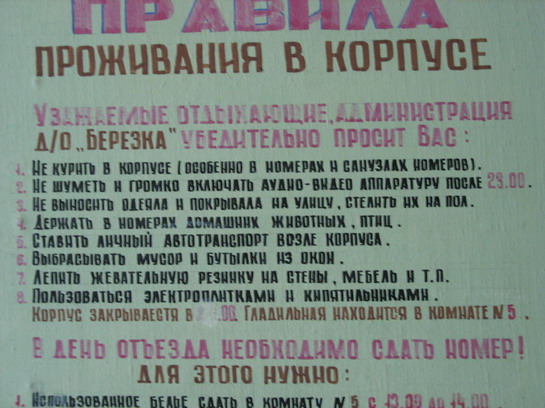 ПРАВИЛА
ПРОЖИВАНИЯ В КОРПУСЕ
УВАЖАЕМЫЕ ОТДЫХАЮЩИЕ, АДМИНИСТРАЦИЯ
Д/О „БЕРЕЗКА" УБЕДИТЕЛЬНО ПРОСИТ ВАС:
1. НЕ КУРИТЬ В КОРПУСЕ (ОСОБЕННО В НОМЕРАХ И САНУЗЛАХ НОМЕРОВ).
2. НЕ ШУМЕТЬ И ГРОМКО ВКЛЮЧАТЬ АУДИО-ВИДЕО АППАРАТУРУ ПОСЛЕ 23.00.
3. НЕ ВЫНОСИТЬ ОДЕЯЛА И ПОКРЫВАЛА НА УЛИЦУ, СТЕЛИТЬ ИХ НА ПОЛ.
4. ДЕРЖАТЬ В НОМЕРАХ ДОМАШНИХ ЖИВОТНЫХ, ПТИЦ.
5. СТАВИТЬ ЛИЧНЫЙ АВТОТРАНСПОРТ ВОЗЛЕ КОРПУСА.
6. ВЫБРАСЫВАТЬ МУСОР И БУТЫЛКИ ИЗ ОКОН.
7. ЛЕПИТЬ ЖЕВАТЕЛЬНУЮ РЕЗИНКУ НА СТЕНЫ, МЕБЕЛЬ И Т.П.
8. ПОЛЬЗОВАТЬСЯ ЭЛЕКТРОПЛИТКАМИ И КИПЯТИЛЬНИКАМИ.
КОРПУС ЗАКРЫВАЕСТЯ В ГЛАДИЛЬНАЯ НАХОДИТСЯ В КОМНАТЕ N5.
В ДЕНЬ ОТЪЕЗДА НЕОБХОДИМО СДАТЬ НОМЕР!
ДЛЯ ЭТОГО НУЖНО:
1. ИСПОЛЬЗОВАННОЕ БЕЛЬЕ СДАТЬ В КОМНАТУ N5 С 13.00 ДО 14.00